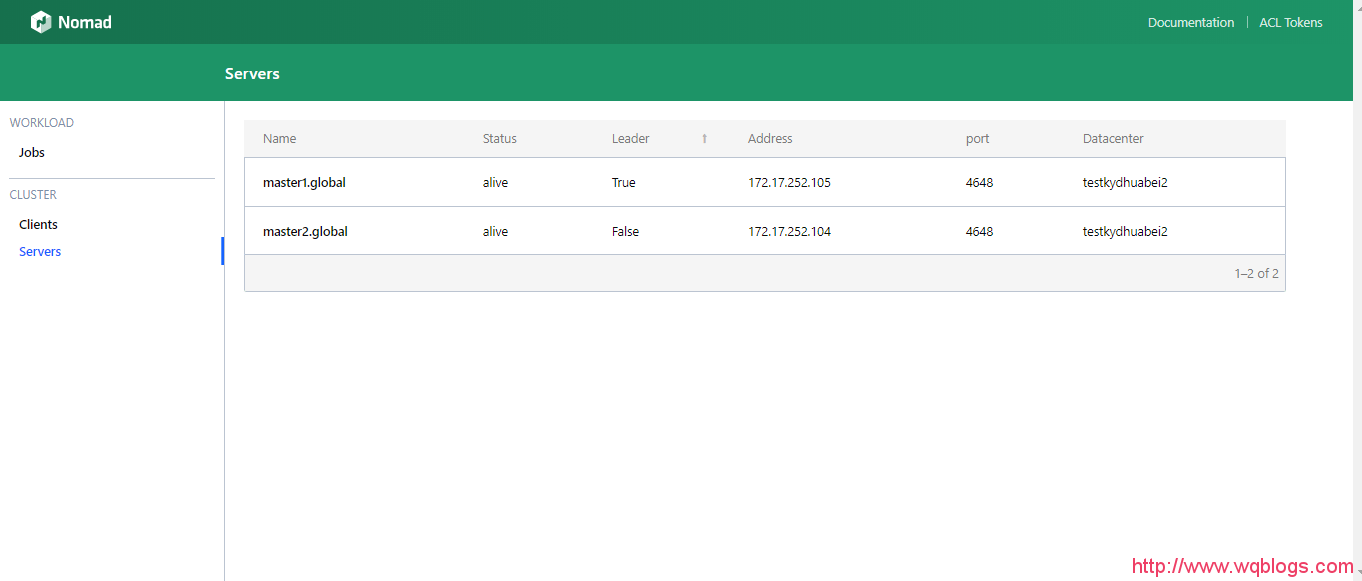 Nomad Documentation ACL Tokens
Servers
WORKLOAD
Jobs
CLUSTER
Clients
Servers
Name Status Leader ↑ Address port Datacenter
master1.global alive True 172.17.252.105 4648 testkydhuabei2
master2.global alive False 172.17.252.104 4648 testkydhuabei2
1–2 of 2
http://www.wqblogs.com